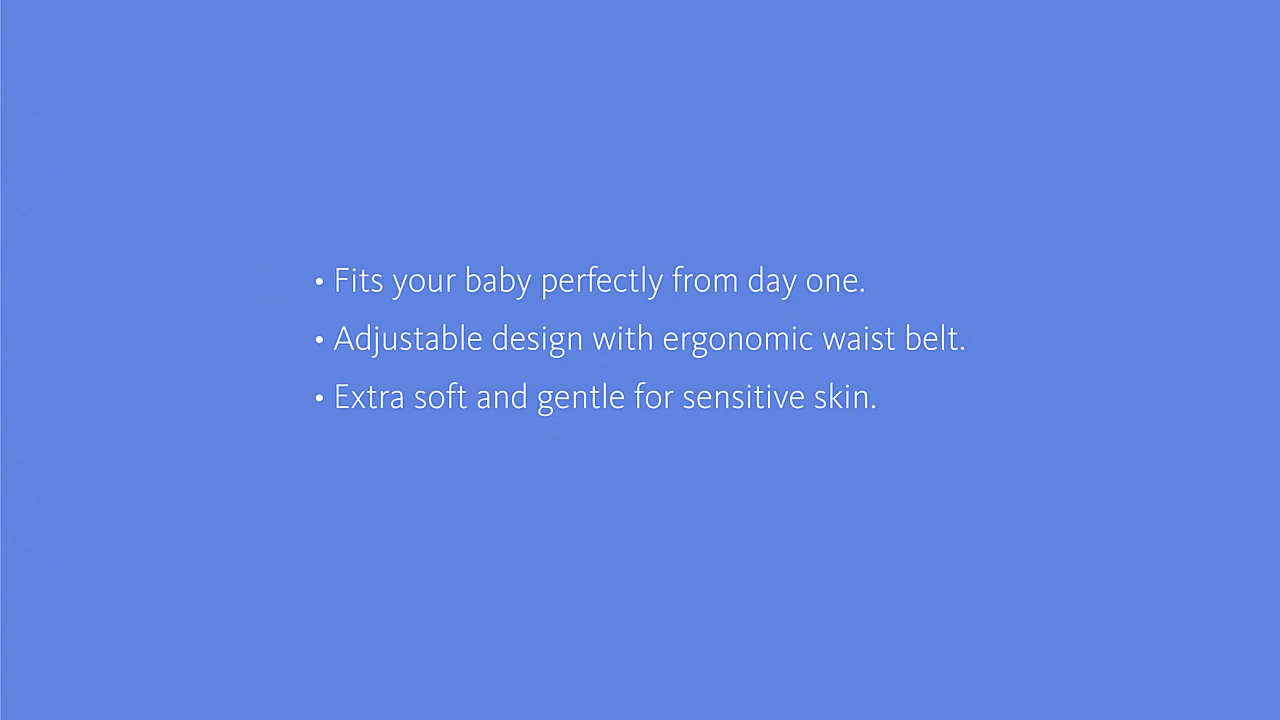 • Fits your baby perfectly from day one.
• Adjustable design with ergonomic waist belt.
• Extra soft and gentle for sensitive skin.